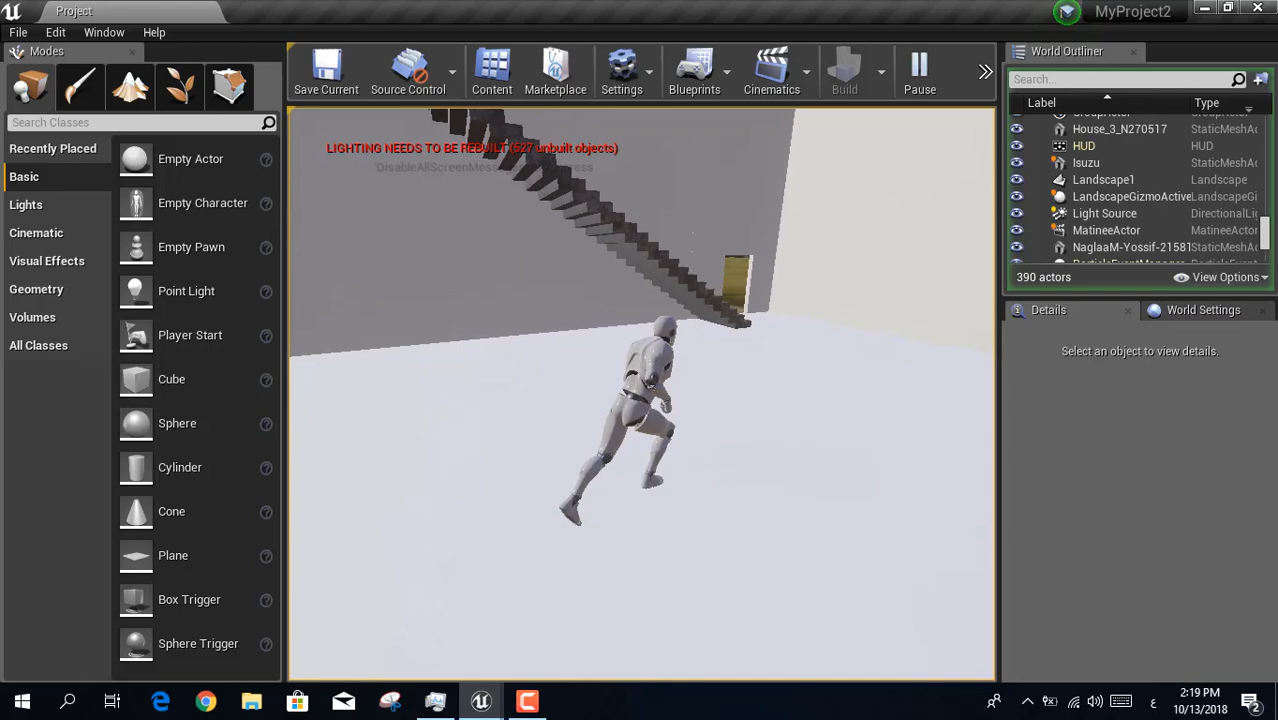 Project
MyProject2
File Edit Window Help
Modes
Search Classes
Recently Placed
Basic
Lights
Cinematic
Visual Effects
Geometry
Volumes
All Classes
Empty Actor
Empty Character
Empty Pawn
Point Light
Player Start
Cube
Sphere
Cylinder
Cone
Plane
Box Trigger
Sphere Trigger
Save Current
Source Control
Content
Marketplace
Settings
Blueprints
Cinematics
Build
Pause
LIGHTING NEEDS TO BE REBUILT (627 unbuilt objects)
World Outliner
Search...
Label Type
House_3_N270517 StaticMeshAc
HUD HUD
Isuzu StaticMeshAc
Landscape1 Landscape
LandscapeGizmoActive LandscapeGi
Light Source DirectionalLi
MatineeActor MatineeActor
NaglaaM-Yossif-21581 StaticMeshAc
390 actors View Options
Details World Settings
Select an object to view details.
ع
2:19 PM
10/13/2018
2